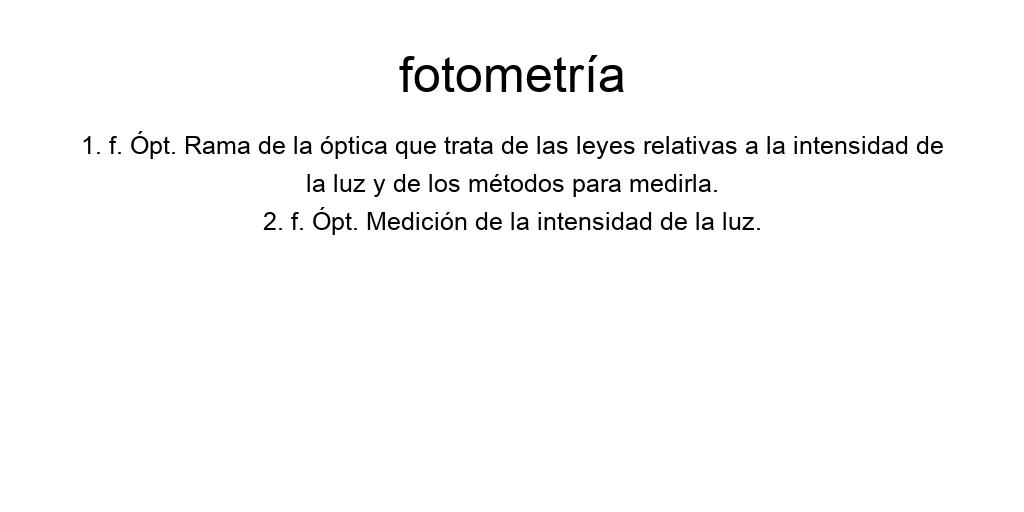 fotometría
1. f. Ópt. Rama de la óptica que trata de las leyes relativas a la intensidad de
la luz y de los métodos para medirla.
2. f. Ópt. Medición de la intensidad de la luz.